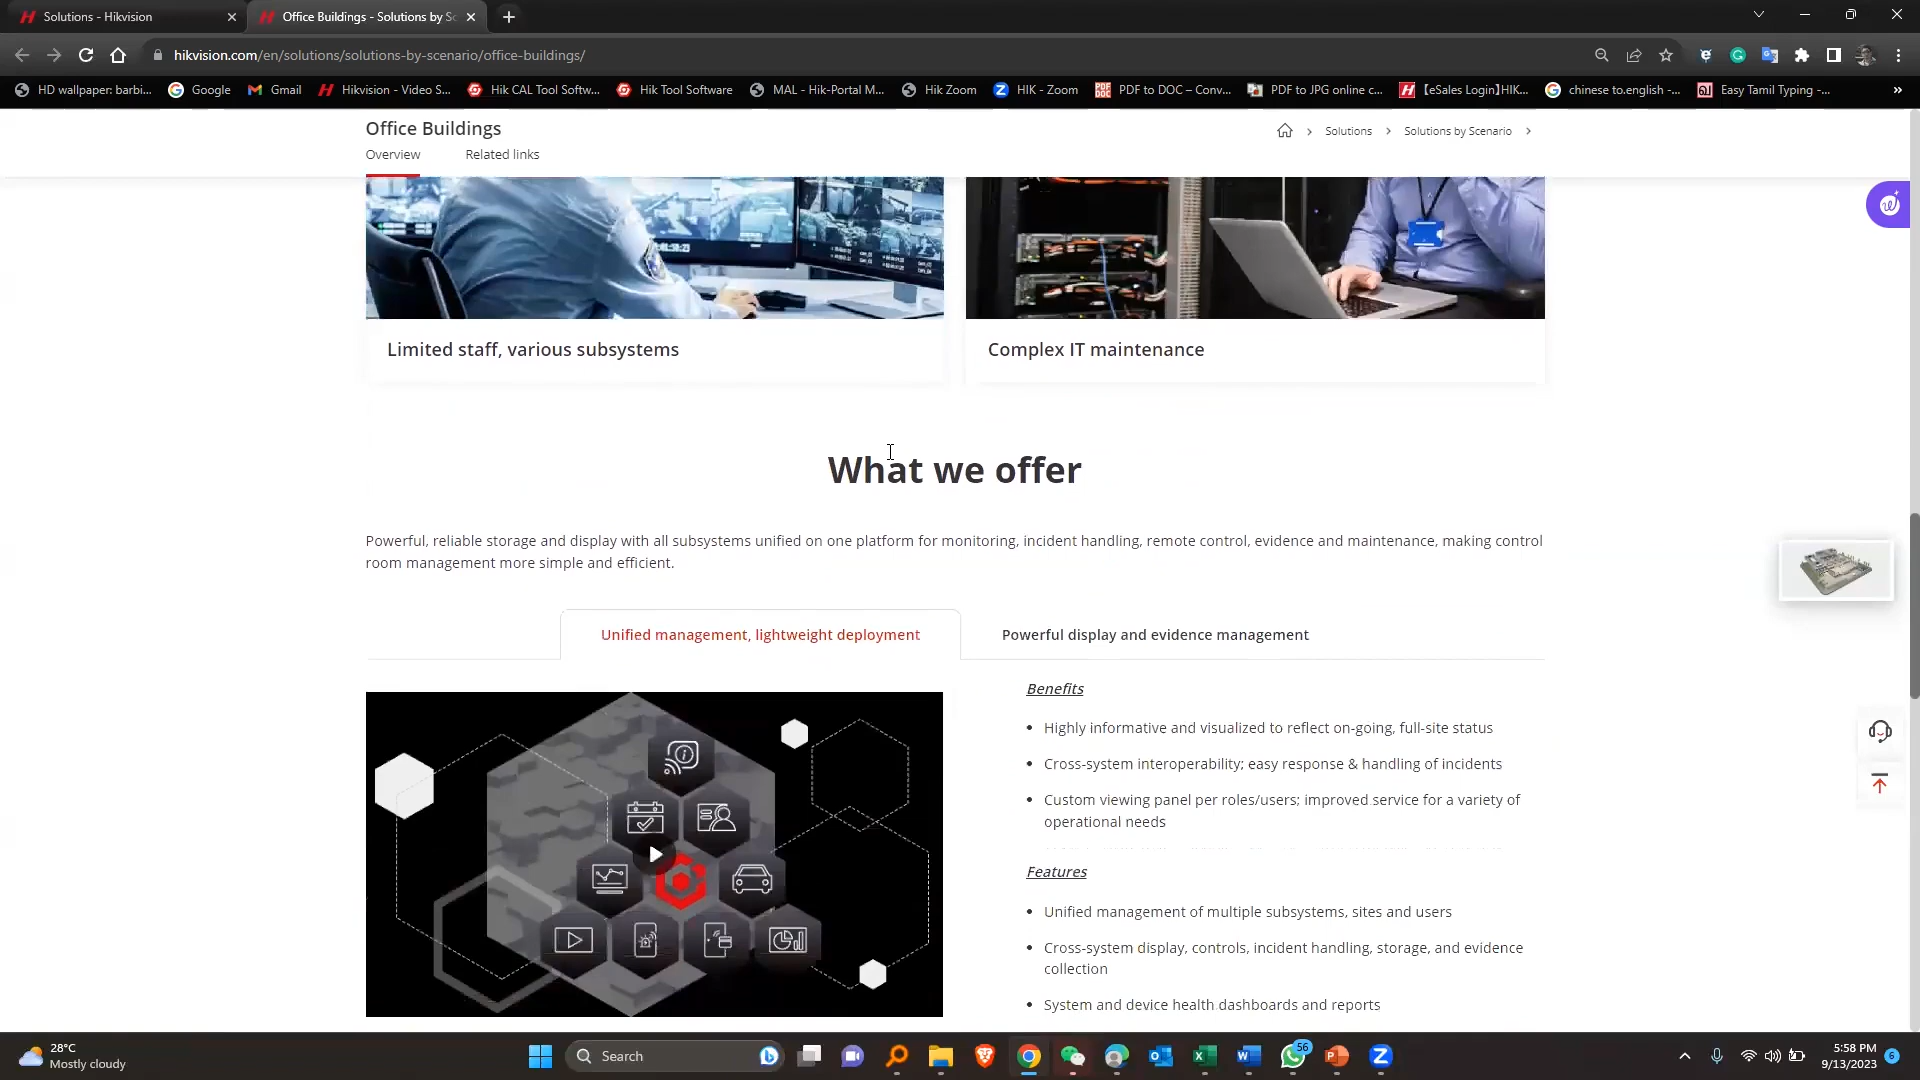 Solutions - Hikvision
Office Buildings - Solutions by Sc
hikvision.com/en/solutions/solutions-by-scenario/office-buildings/
HD wallpaper: barbi...
Google
Gmail
Hikvision - Video S...
Hik CAL Tool Softw...
Hik Tool Software
MAL - Hik-Portal M...
Hik Zoom
HIK - Zoom
PDF to DOC – Conv...
PDF to JPG online c...
【eSales Login】HIK...
chinese to.english -...
Easy Tamil Typing -...
»
Office Buildings
Solutions
Solutions by Scenario
Overview
Related links
Limited staff, various subsystems
Complex IT maintenance
What we offer
Powerful, reliable storage and display with all subsystems unified on one platform for monitoring, incident handling, remote control, evidence and maintenance, making control
room management more simple and efficient.
Unified management, lightweight deployment
Powerful display and evidence management
Benefits
• Highly informative and visualized to reflect on-going, full-site status
• Cross-system interoperability; easy response & handling of incidents
• Custom viewing panel per roles/users; improved service for a variety of
operational needs
Features
• Unified management of multiple subsystems, sites and users
• Cross-system display, controls, incident handling, storage, and evidence
collection
• System and device health dashboards and reports
28°C
Mostly cloudy
Search
56
5:58 PM
9/13/2023
6